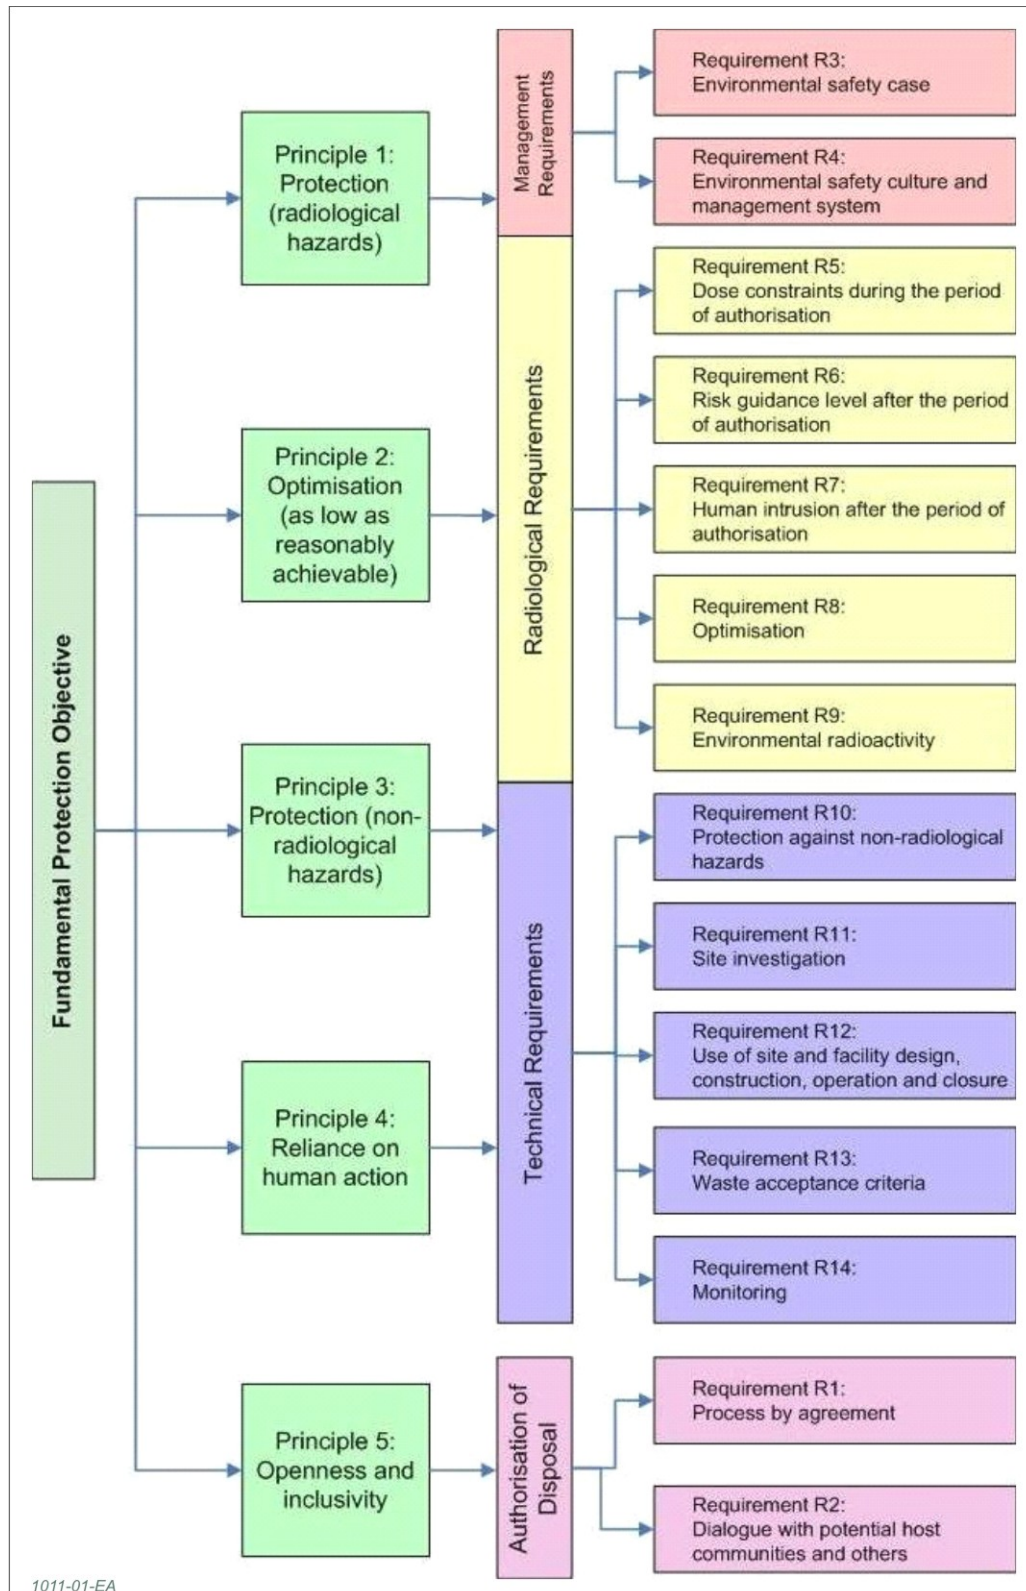 Fundamental Protection Objective
Principle 1:
Protection
(radiological
hazards)
Principle 2:
Optimisation
(as low as
reasonably
achievable)
Principle 3:
Protection (non-
radiological
hazards)
Principle 4:
Reliance on
human action
Principle 5:
Openness and
inclusivity
Management
Requirements
Radiological Requirements
Technical Requirements
Authorisation of
Disposal
Requirement R3:
Environmental safety case
Requirement R4:
Environmental safety culture and
management system
Requirement R5:
Dose constraints during the period
of authorisation
Requirement R6:
Risk guidance level after the period
of authorisation
Requirement R7:
Human intrusion after the period of
authorisation
Requirement R8:
Optimisation
Requirement R9:
Environmental radioactivity
Requirement R10:
Protection against non-radiological
hazards
Requirement R11:
Site investigation
Requirement R12:
Use of site and facility design,
construction, operation and closure
Requirement R13:
Waste acceptance criteria
Requirement R14:
Monitoring
Requirement R1:
Process by agreement
Requirement R2:
Dialogue with potential host
communities and others
1011-01-EA